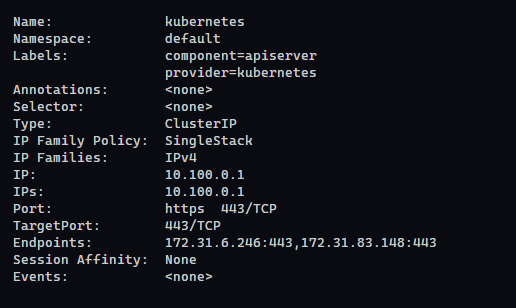 Name:              kubernetes
Namespace:         default
Labels:            component=apiserver
                   provider=kubernetes
Annotations:       <none>
Selector:          <none>
Type:              ClusterIP
IP Family Policy:  SingleStack
IP Families:       IPv4
IP:                10.100.0.1
IPs:               10.100.0.1
Port:              https  443/TCP
TargetPort:        443/TCP
Endpoints:         172.31.6.246:443,172.31.83.148:443
Session Affinity:  None
Events:            <none>